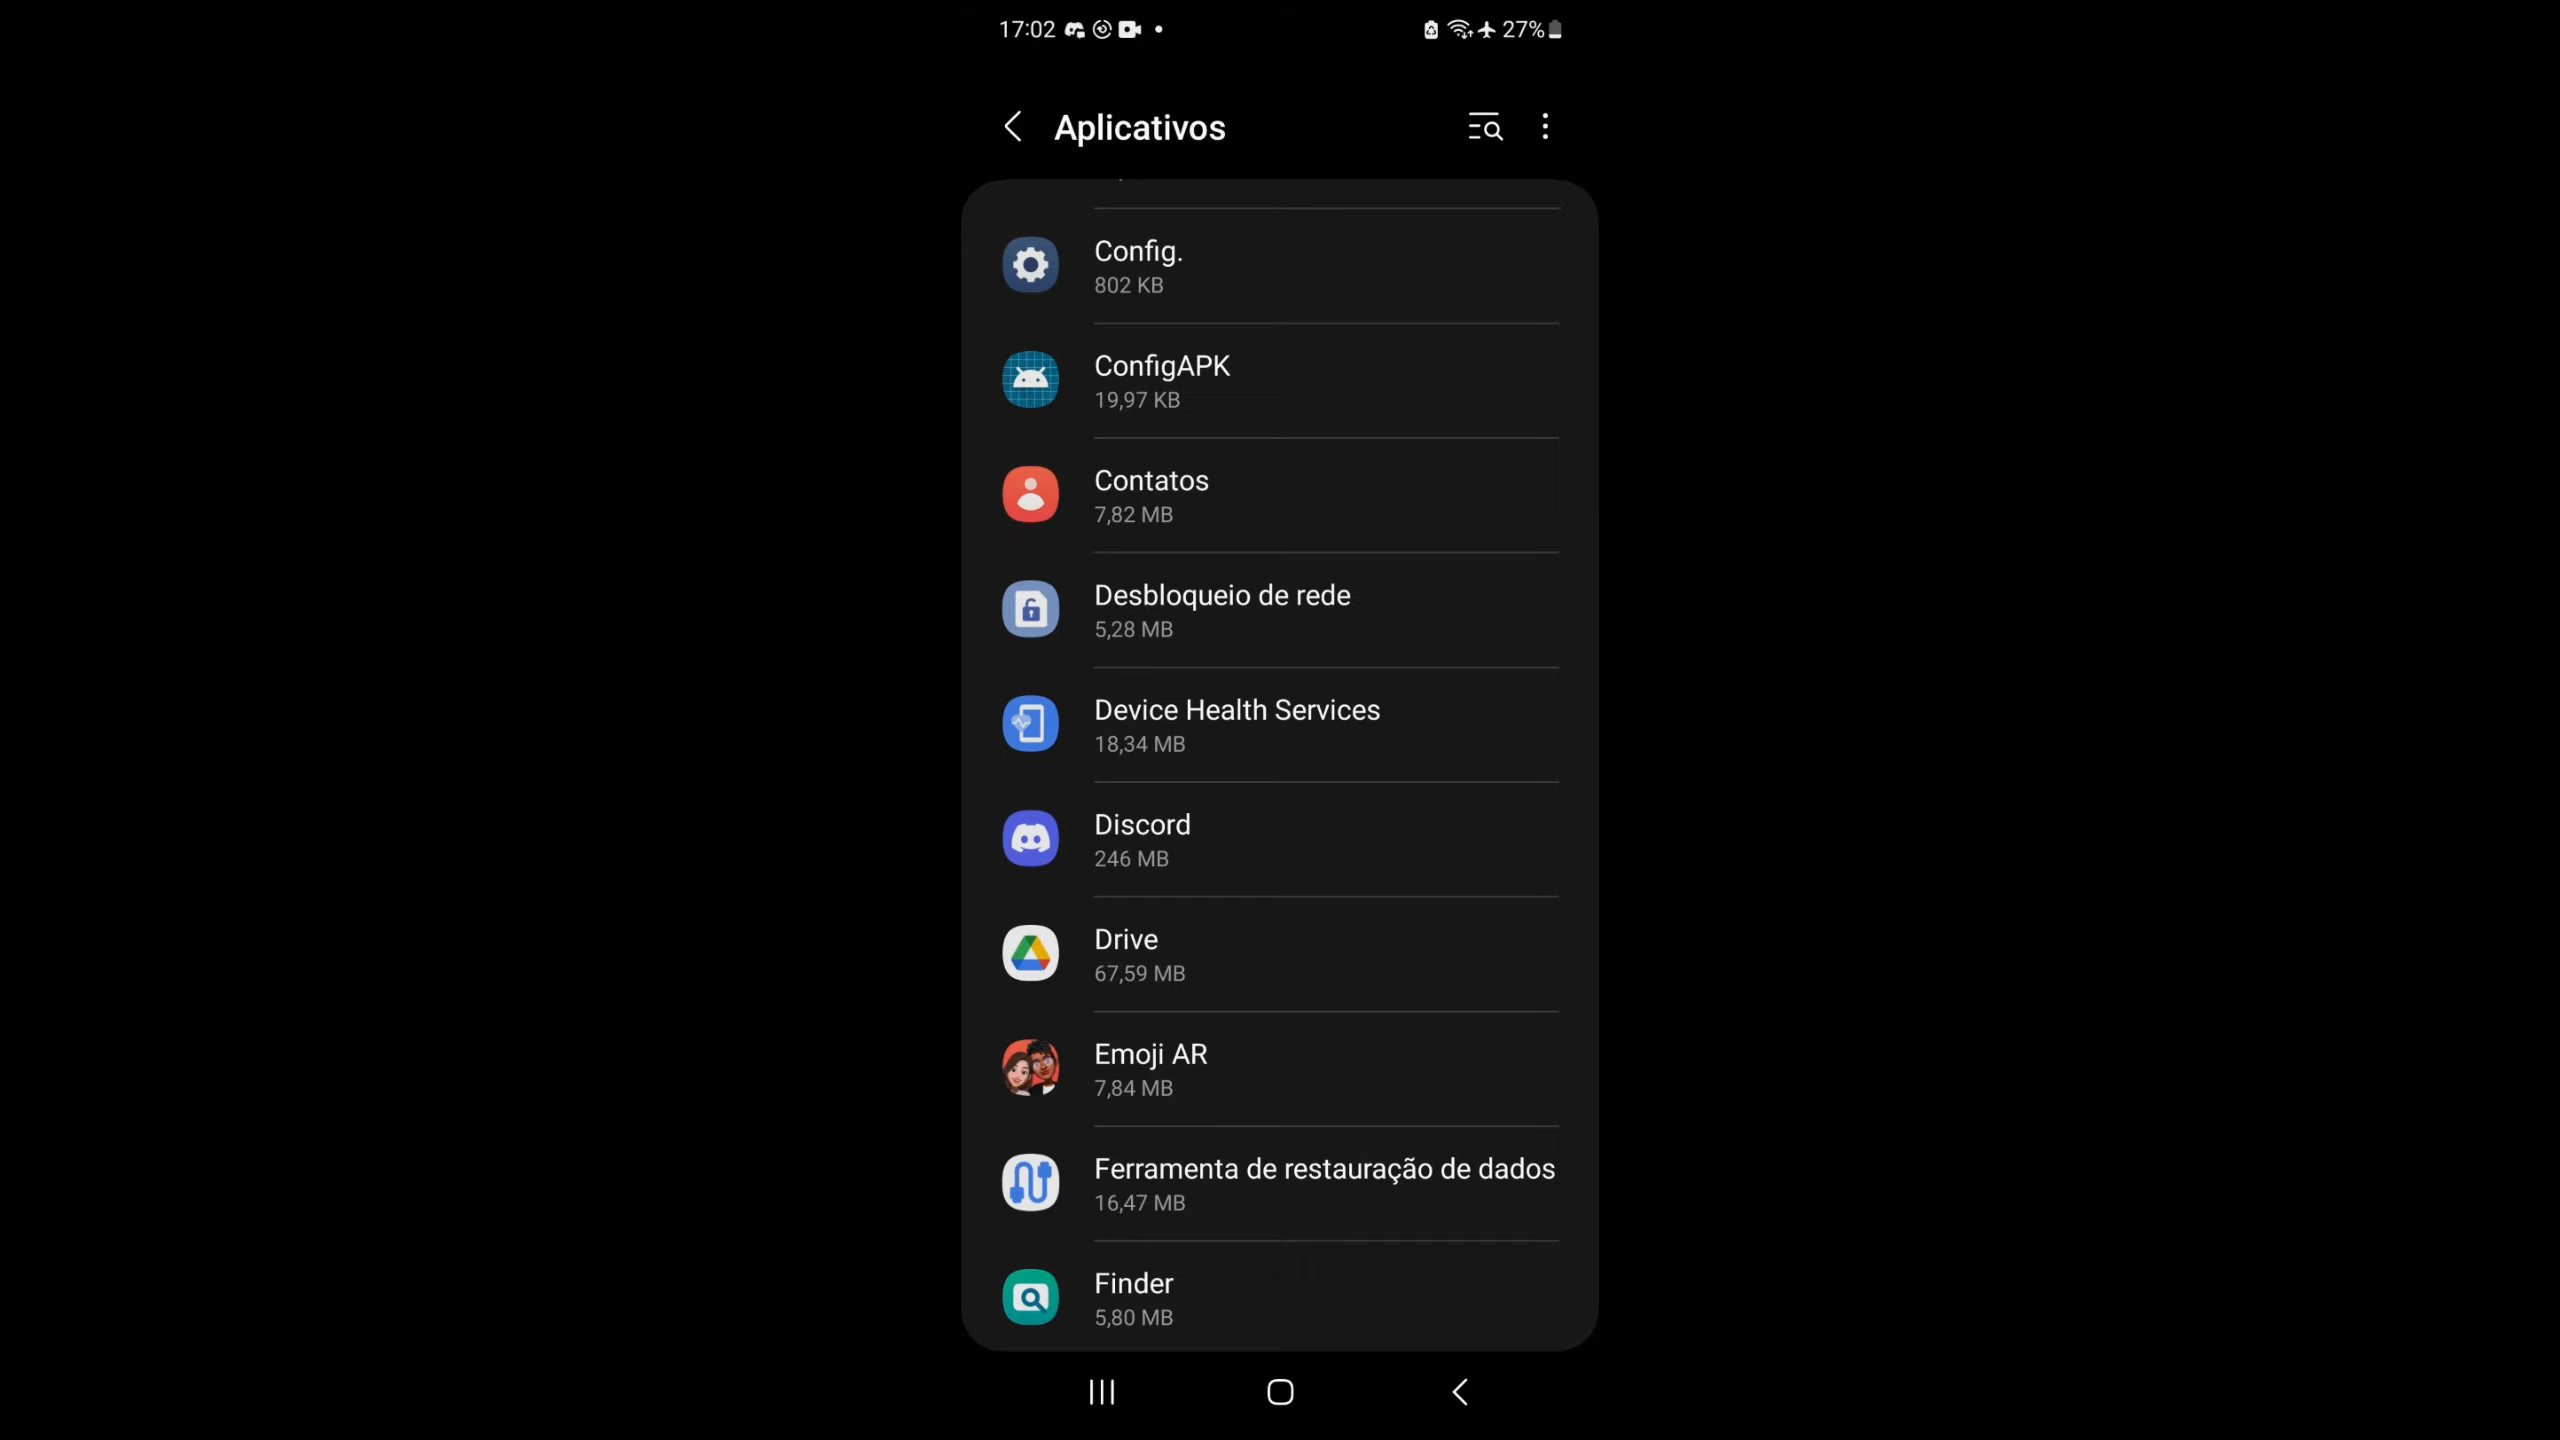 17:02
27%
Aplicativos
Config.
802 KB
ConfigAPK
19,97 KB
Contatos
7,82 MB
Desbloqueio de rede
5,28 MB
Device Health Services
18,34 MB
Discord
246 MB
Drive
67,59 MB
Emoji AR
7,84 MB
Ferramenta de restauração de dados
16,47 MB
Finder
5,80 MB